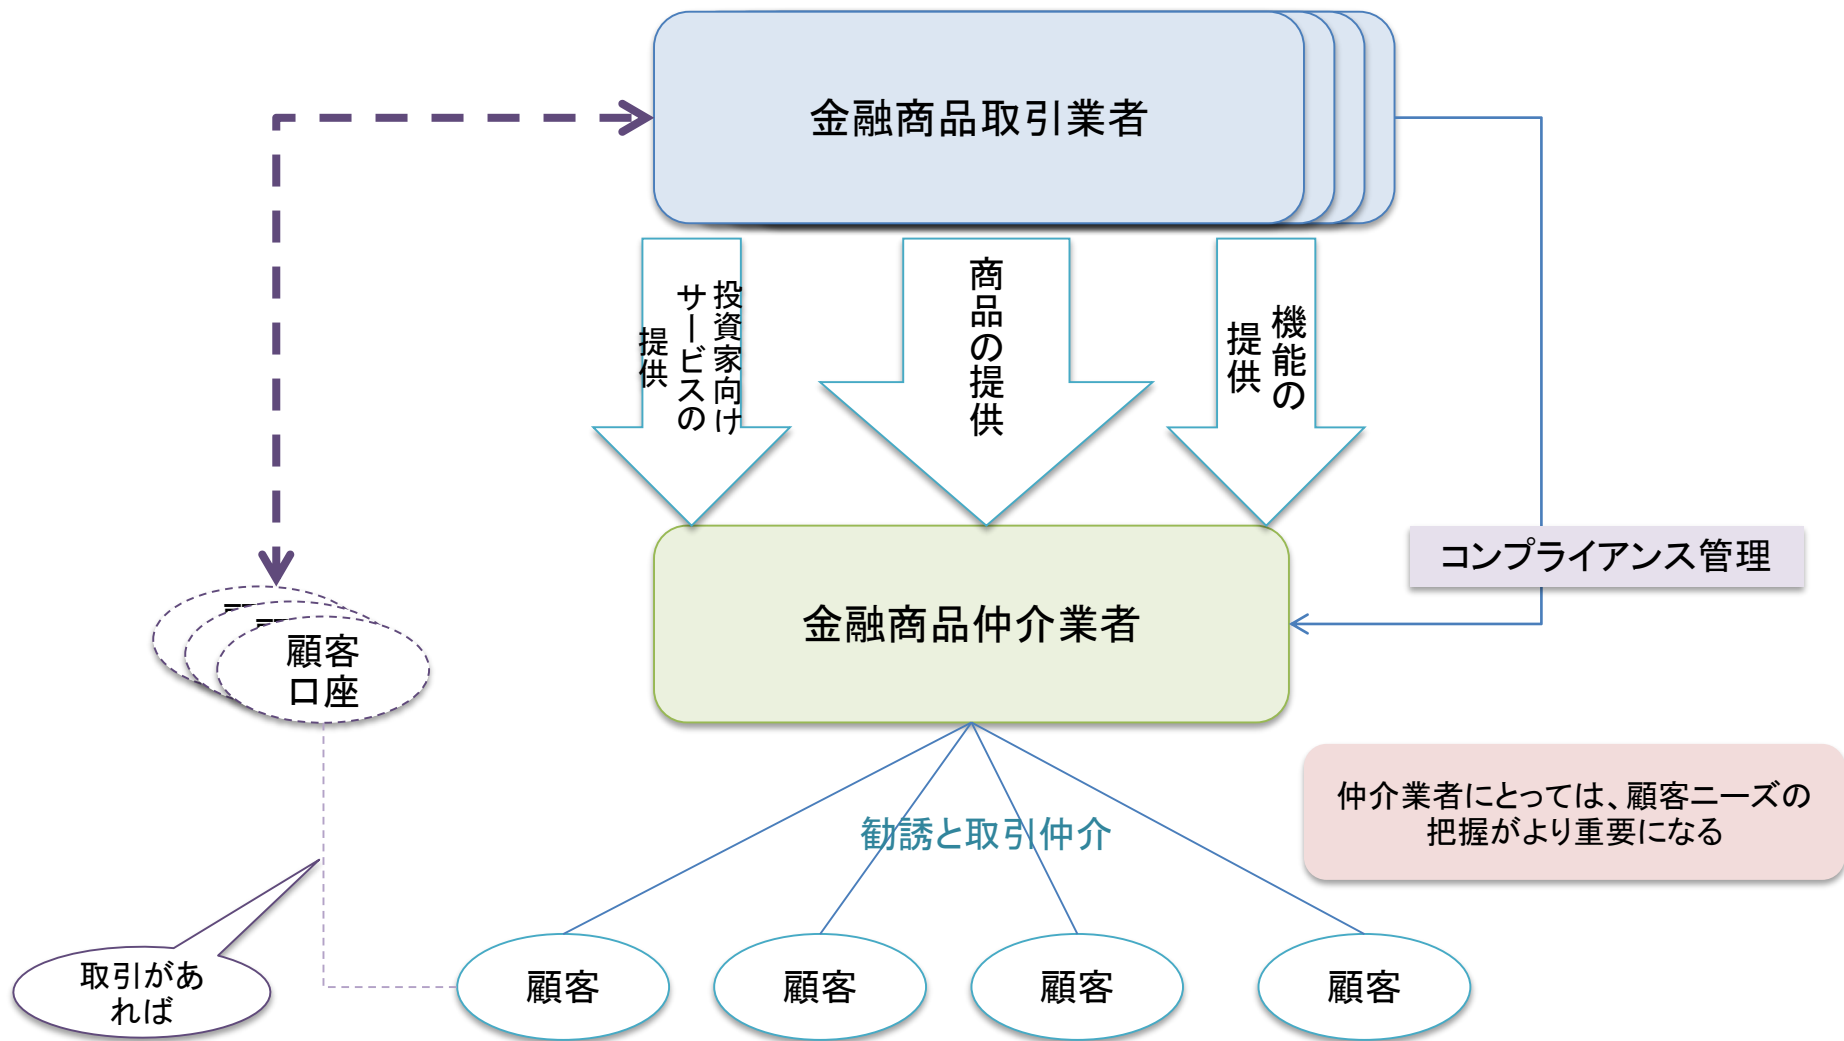 金融商品取引業者
投資家向け
サービスの
提供
商品の提供
機能の
提供
コンプライアンス管理
金融商品仲介業者
顧客
口座
仲介業者にとっては、顧客ニーズの
把握がより重要になる
勧誘と取引仲介
取引があ
れば
顧客
顧客
顧客
顧客